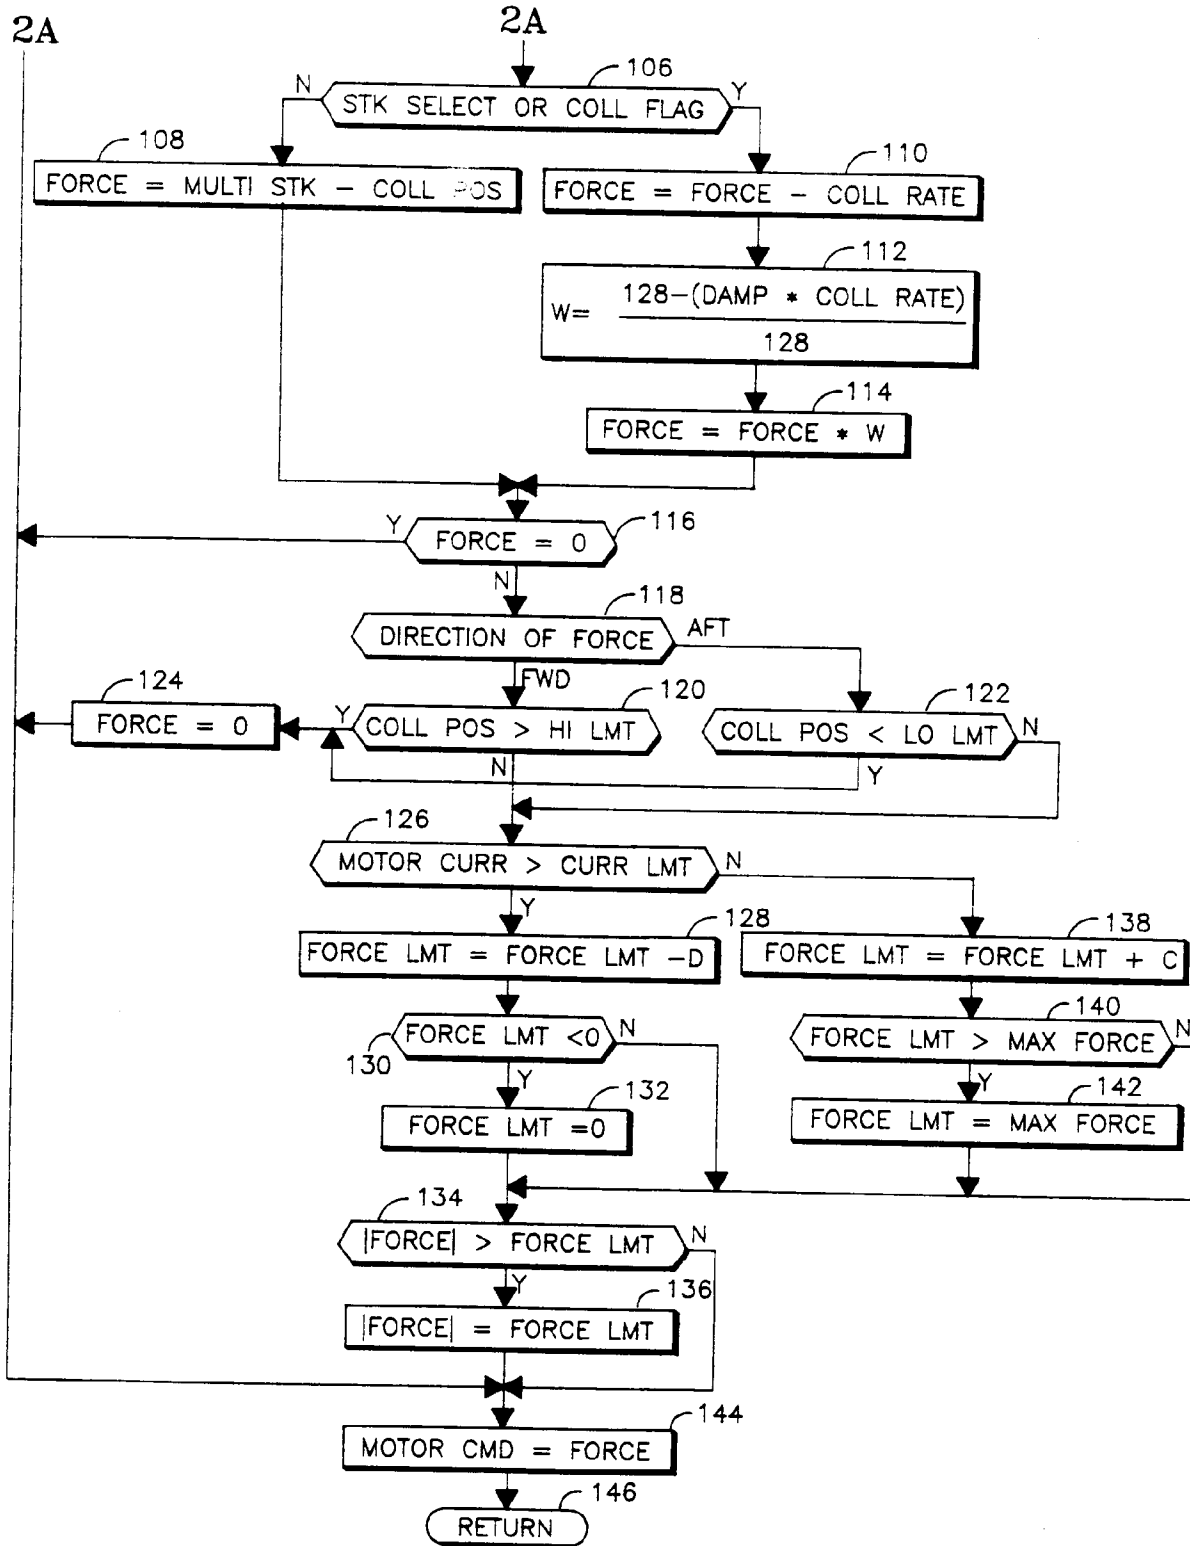 2A
2A
106
N
STK SELECT OR COLL FLAG
Y
108
FORCE = MULTI STK - COLL POS
110
FORCE = FORCE - COLL RATE
112
W= 128-(DAMP * COLL RATE)
128
114
FORCE = FORCE * W
Y
FORCE = 0
116
N
118
DIRECTION OF FORCE
AFT
FWD
124
FORCE = 0
120
Y
COLL POS > HI LMT
N
122
COLL POS < LO LMT
N
Y
126
MOTOR CURR > CURR LMT
N
Y
128
FORCE LMT = FORCE LMT -D
138
FORCE LMT = FORCE LMT + C
FORCE LMT <0
N
130
Y
140
FORCE LMT > MAX FORCE
N
Y
132
FORCE LMT =0
142
FORCE LMT = MAX FORCE
134
|FORCE| > FORCE LMT
N
Y
136
|FORCE| = FORCE LMT
144
MOTOR CMD = FORCE
146
RETURN